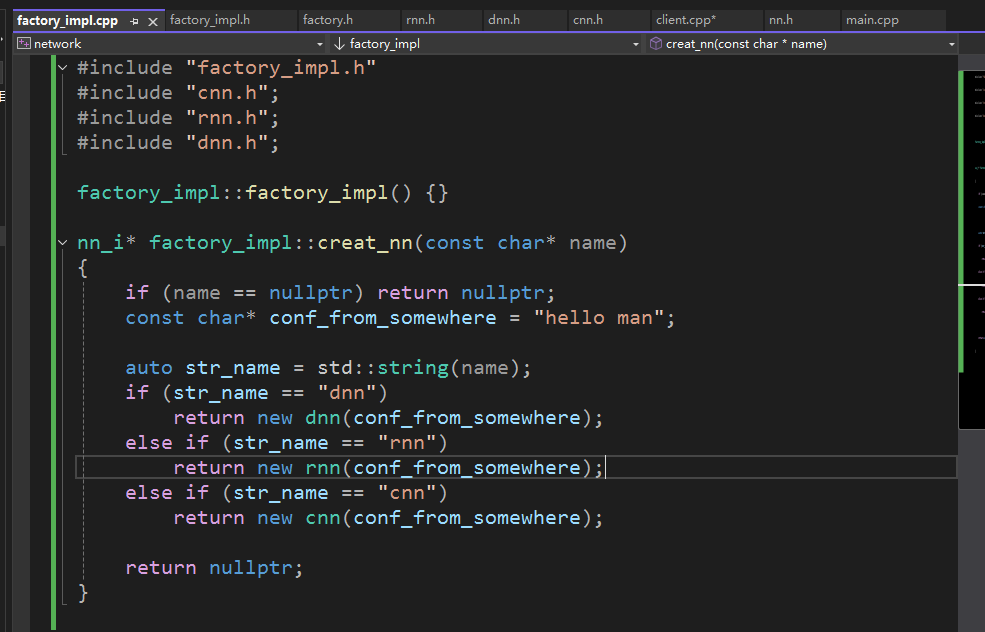 factory_impl.cpp factory_impl.h factory.h rnn.h dnn.h cnn.h client.cpp* nn.h main.cpp
network factory_impl creat_nn(const char * name)
#include "factory_impl.h"
#include "cnn.h";
#include "rnn.h";
#include "dnn.h";
factory_impl::factory_impl() {}
nn_i* factory_impl::creat_nn(const char* name)
{
if (name == nullptr) return nullptr;
const char* conf_from_somewhere = "hello man";
auto str_name = std::string(name);
if (str_name == "dnn")
return new dnn(conf_from_somewhere);
else if (str_name == "rnn")
return new rnn(conf_from_somewhere);
else if (str_name == "cnn")
return new cnn(conf_from_somewhere);
return nullptr;
}